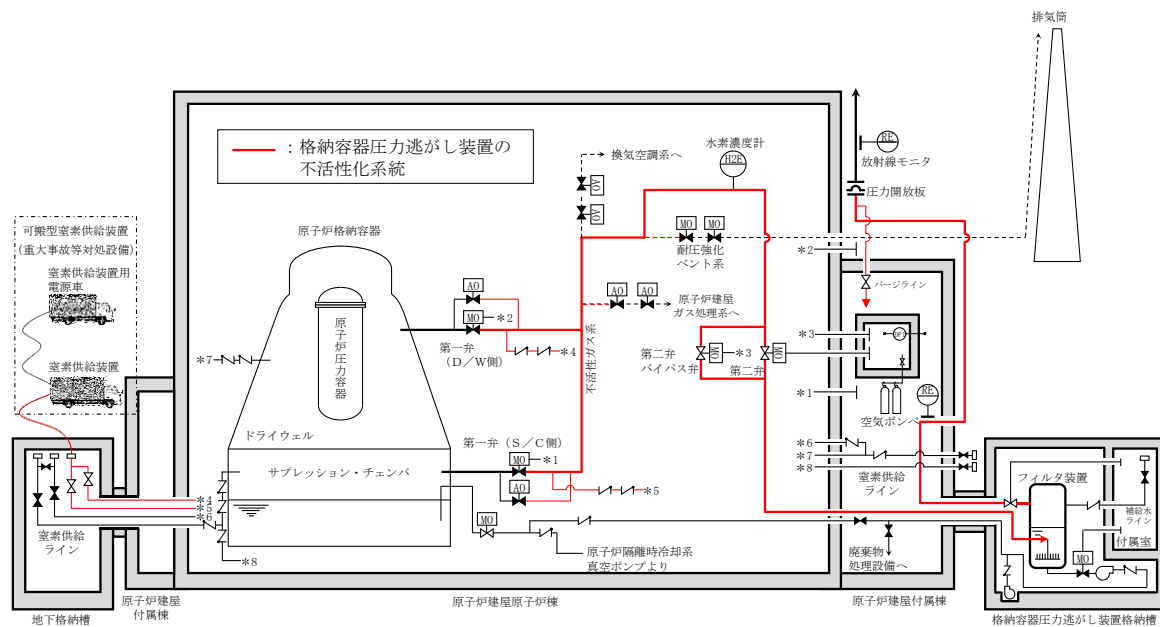 排気筒
：格納容器圧力逃がし装置の
不活性化系統
水素濃度計
H2E
換気空調系へ
AO
AO
RE
放射線モニタ
圧力開放板
可搬型窒素供給装置
（重大事故等対処設備）
窒素供給装置用
電源車
窒素供給装置
原子炉格納容器
原子炉圧力容器
MO
MO
耐圧強化
ベント系
＊2
AO
MO
＊2
＊4
第一弁
（D／W側）
AO
AO
原子炉建屋
ガス処理系へ
不活性ガス系
パージライン
＊7
第二弁
バイパス弁
MO
＊3
第二弁
MO
＊3
＊1
空気ボンベ
RE
ドライウェル
サプレッション・チェンバ
第一弁（S／C側）
MO
＊1
AO
＊5
＊6
＊7
＊8
窒素供給
ライン
フィルタ装置
補給水
ライン
付属室
MO
＊4
＊5
＊6
窒素供給
ライン
＊8
MO
原子炉隔離時冷却系
真空ポンプより
廃棄物
処理設備へ
地下格納槽
原子炉建屋
付属棟
原子炉建屋原子炉棟
原子炉建屋付属棟
格納容器圧力逃がし装置格納槽